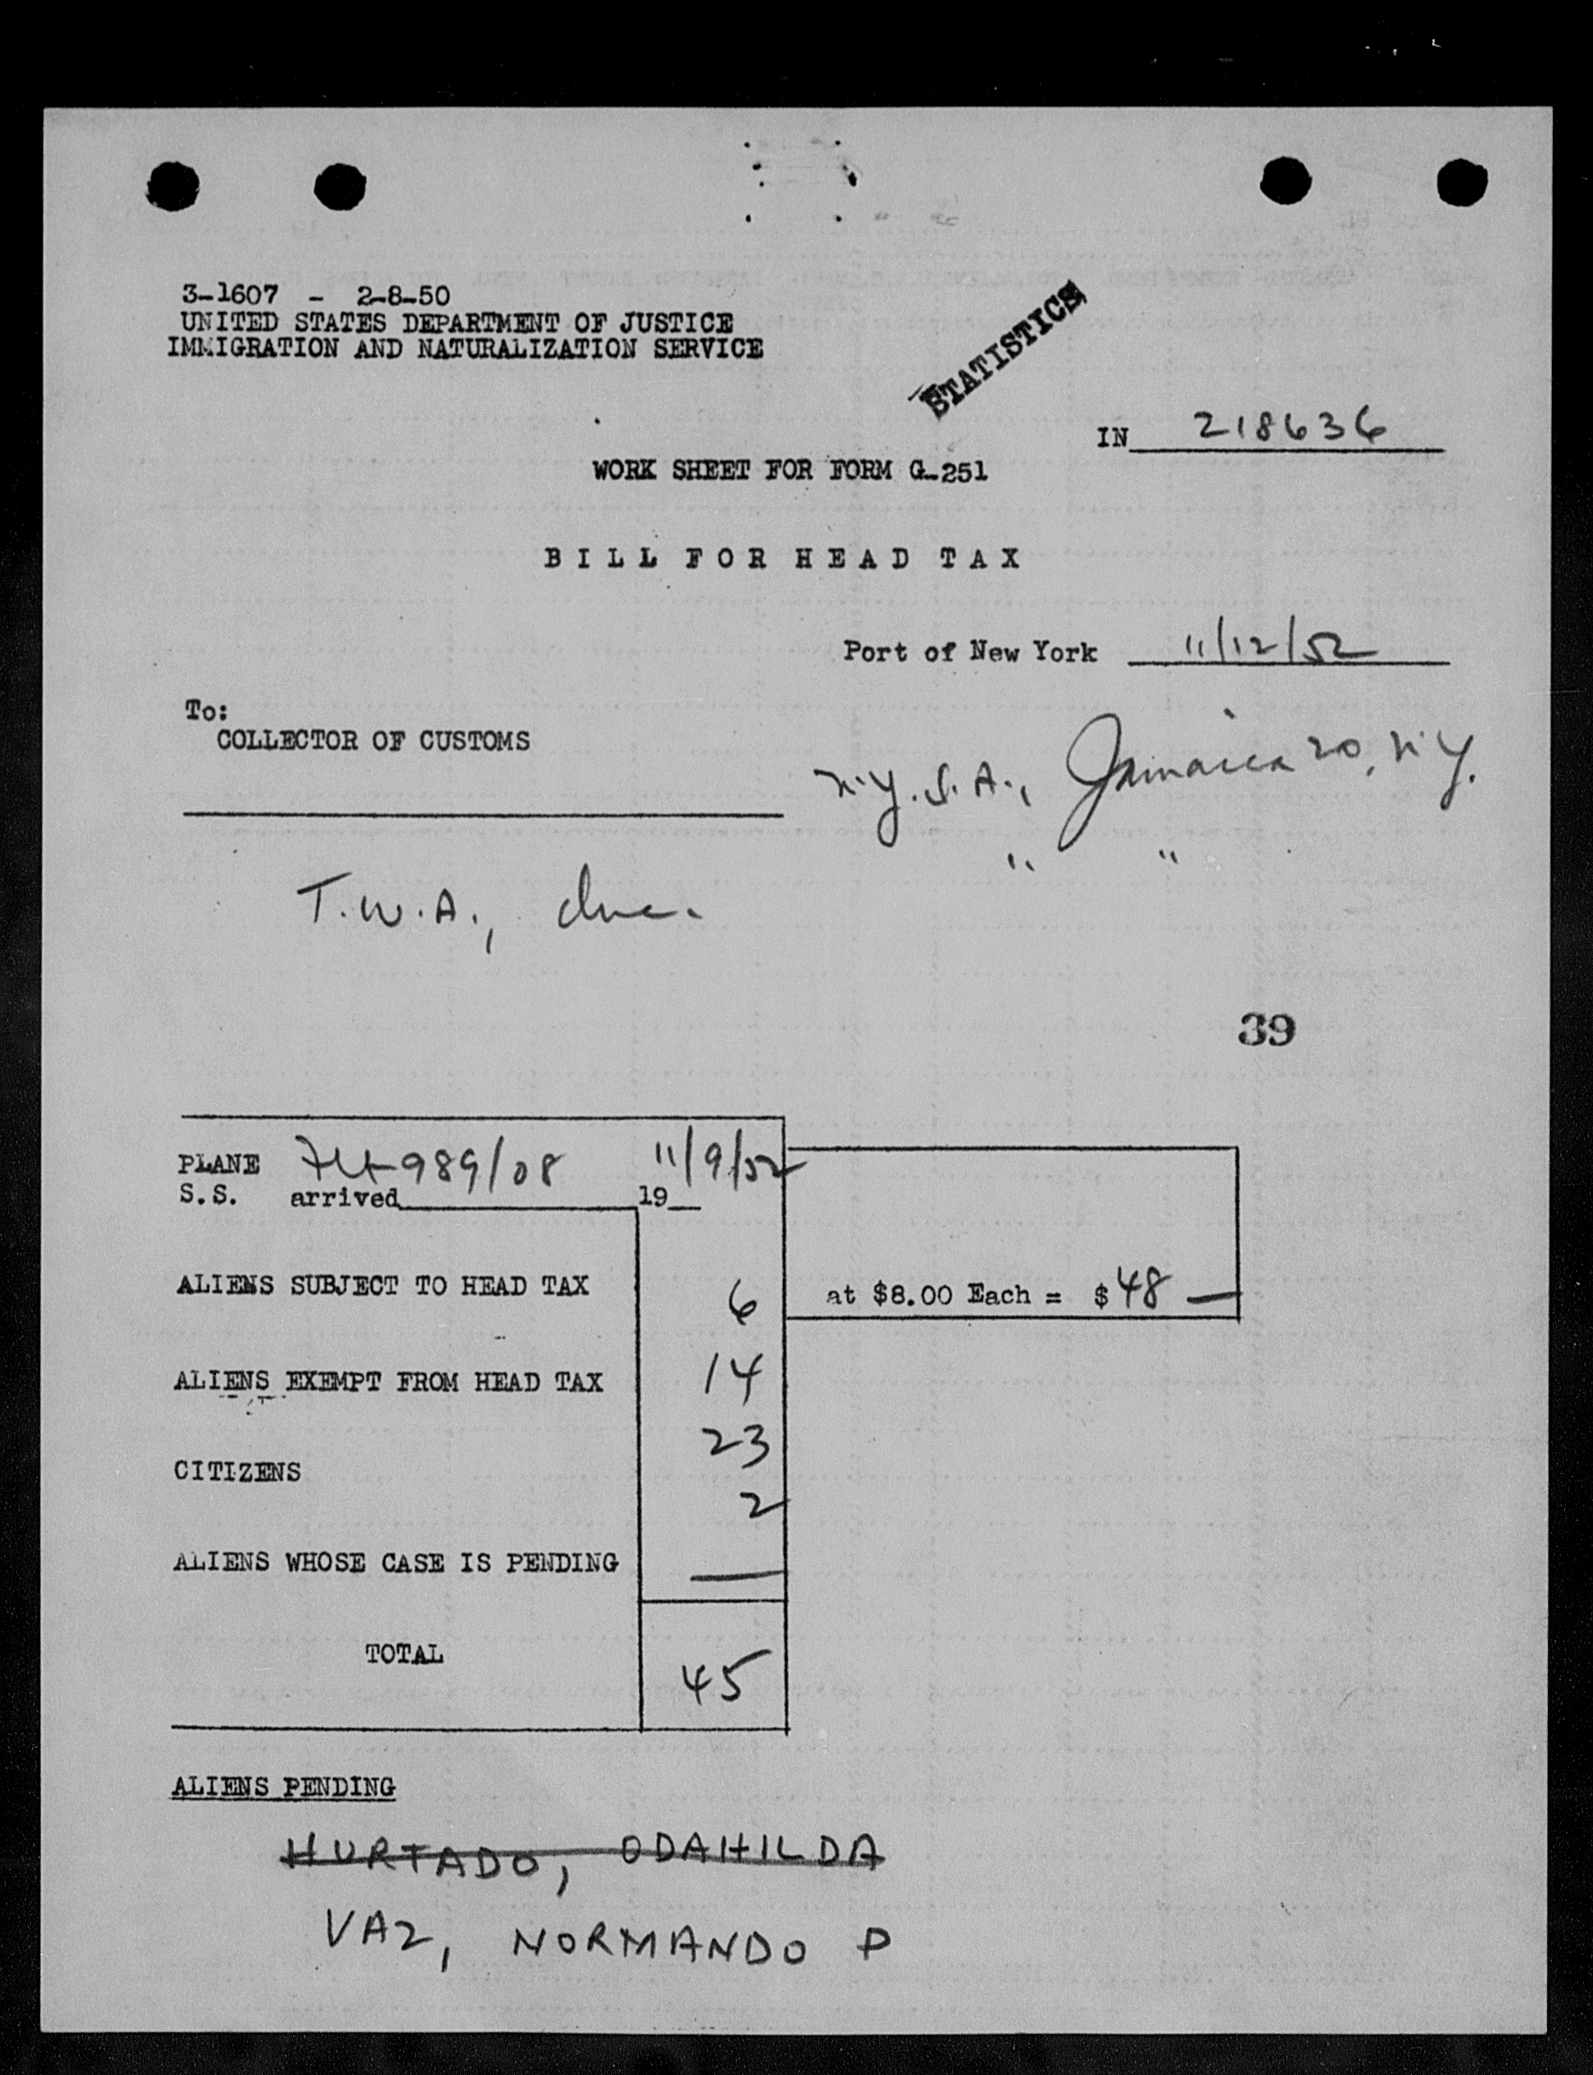 3-1607 - 2-8-50
UNITED STATES DEPARTMENT OF JUSTICE
IMMIGRATION AND NATURALIZATION SERVICE
STATISTICS
IN 218636
WORK SHEET FOR FORM G-251
BILL FOR HEAD TAX
Port of New York 11/12/52
To:
COLLECTOR OF CUSTOMS
N.Y.S.A., Jamaica 20, N.Y.
" "
T.W.A., Inc.
39
PLANE 989/08 11/9/52
S.S. arrived 19
ALIENS SUBJECT TO HEAD TAX 6 at $8.00 Each = $48 —
ALIENS EXEMPT FROM HEAD TAX 14
23
CITIZENS
2
ALIENS WHOSE CASE IS PENDING —
TOTAL 45
ALIENS PENDING
HURTADO, ODAHILDA
VAZ, NORMANDO P